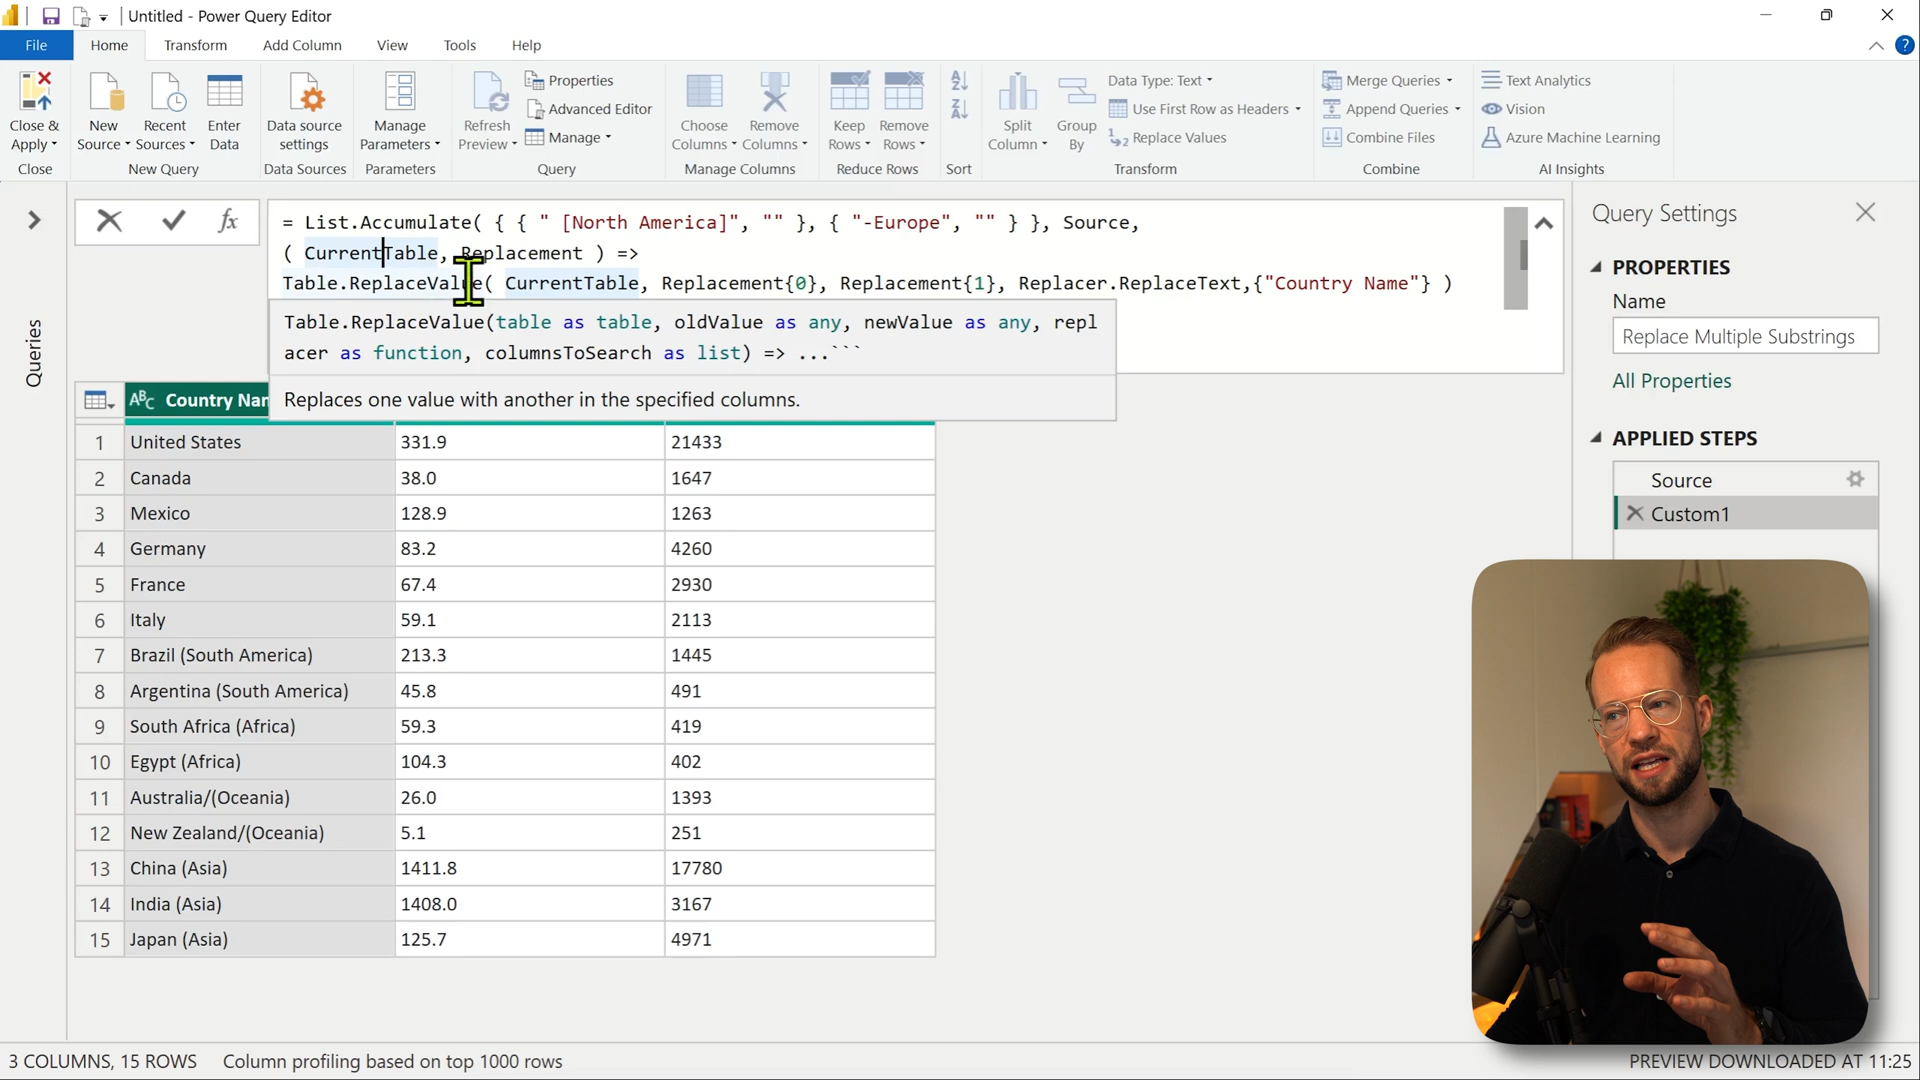 Untitled - Power Query Editor
File Home Transform Add Column View Tools Help
Close & Apply
New Source
Recent Sources
Enter Data
Data source settings
Manage Parameters
Refresh Preview
Properties
Advanced Editor
Manage
Choose Columns
Remove Columns
Keep Rows
Remove Rows
Split Column
Group By
Data Type: Text
Use First Row as Headers
Replace Values
Merge Queries
Append Queries
Combine Files
Text Analytics
Vision
Azure Machine Learning
Close New Query Data Sources Parameters Query Manage Columns Reduce Rows Sort Transform Combine AI Insights
Queries
= List.Accumulate( { { " [North America]", "" }, { "-Europe", "" } }, Source,
( CurrentTable, Replacement ) =>
Table.ReplaceValue( CurrentTable, Replacement{0}, Replacement{1}, Replacer.ReplaceText,{"Country Name"} )
Table.ReplaceValue(table as table, oldValue as any, newValue as any, repl
acer as function, columnsToSearch as list) => ...```
Replaces one value with another in the specified columns.
Country Nam
1 United States 331.9 21433
2 Canada 38.0 1647
3 Mexico 128.9 1263
4 Germany 83.2 4260
5 France 67.4 2930
6 Italy 59.1 2113
7 Brazil (South America) 213.3 1445
8 Argentina (South America) 45.8 491
9 South Africa (Africa) 59.3 419
10 Egypt (Africa) 104.3 402
11 Australia/(Oceania) 26.0 1393
12 New Zealand/(Oceania) 5.1 251
13 China (Asia) 1411.8 17780
14 India (Asia) 1408.0 3167
15 Japan (Asia) 125.7 4971
Query Settings
PROPERTIES
Name
Replace Multiple Substrings
All Properties
APPLIED STEPS
Source
Custom1
3 COLUMNS, 15 ROWS Column profiling based on top 1000 rows
PREVIEW DOWNLOADED AT 11:25